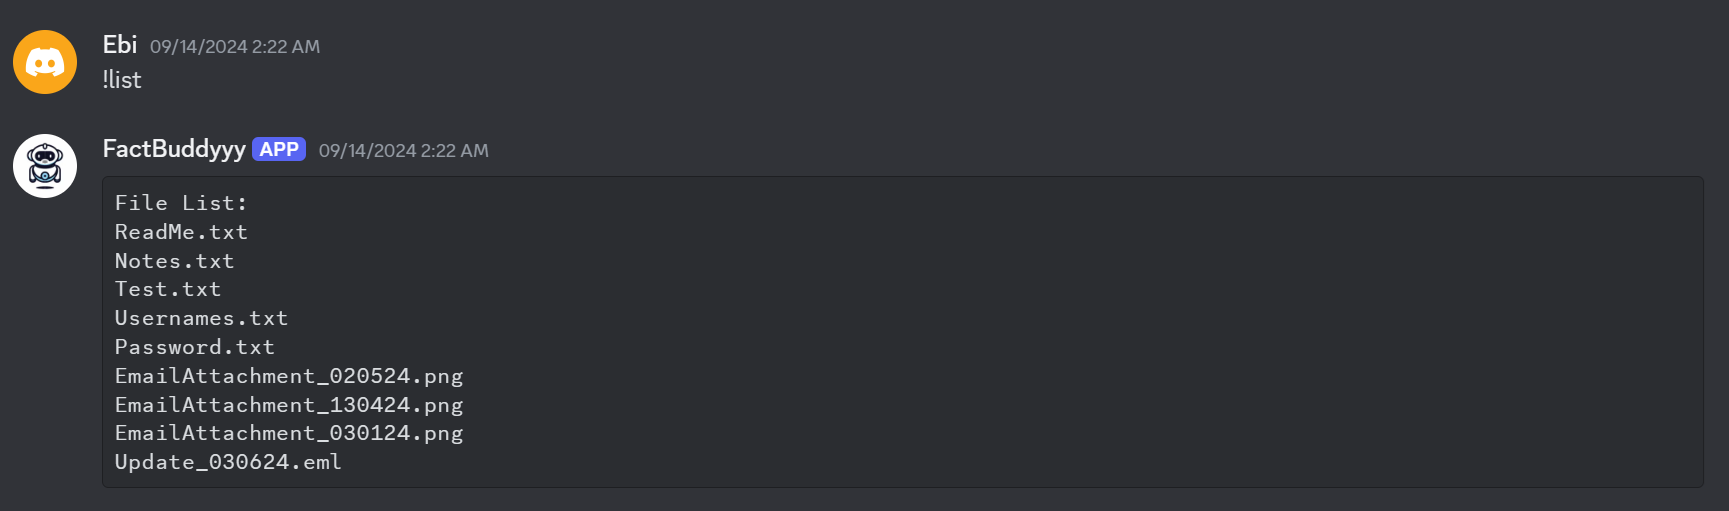 Ebi 09/14/2024 2:22 AM
!list
FactBuddyyy APP 09/14/2024 2:22 AM
File List:
ReadMe.txt
Notes.txt
Test.txt
Usernames.txt
Password.txt
EmailAttachment_020524.png
EmailAttachment_130424.png
EmailAttachment_030124.png
Update_030624.eml